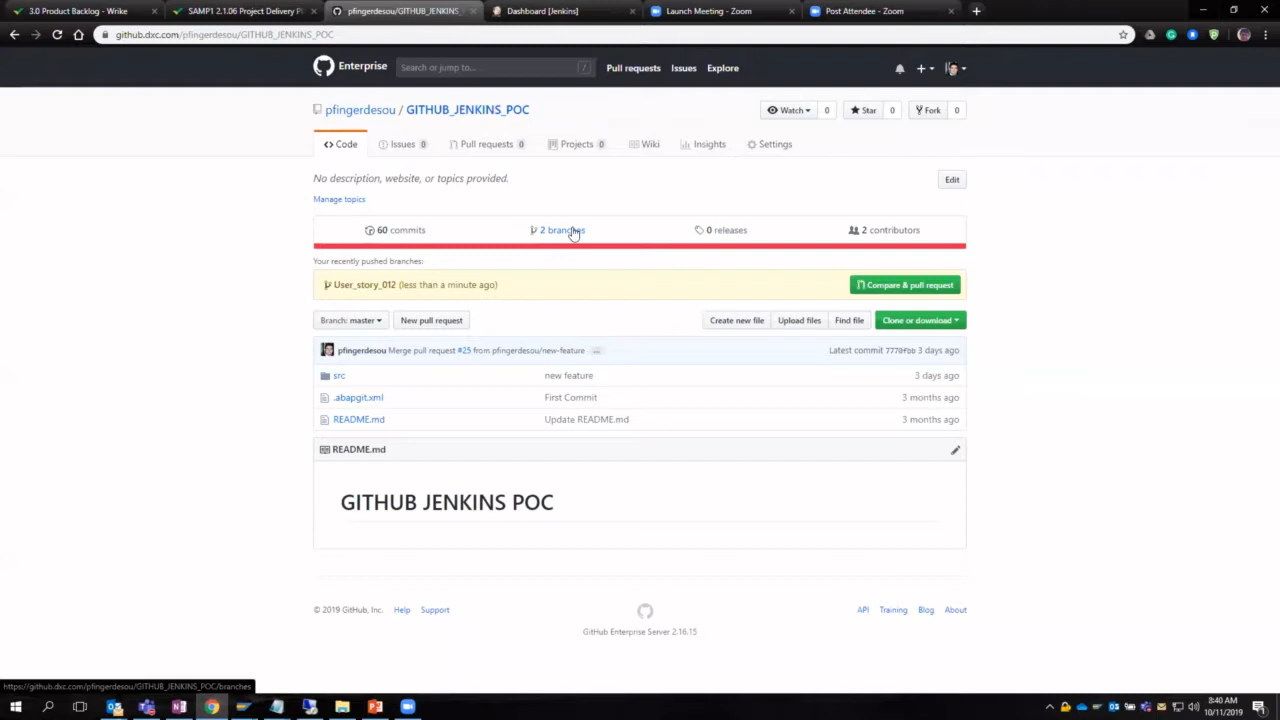 3.0 Product Backlog - Wrike
SAMP1 2.1.06 Project Delivery Pl
pfingerdesou/GITHUB_JENKINS_PO
Dashboard [Jenkins]
Launch Meeting - Zoom
Post Attendee - Zoom
github.dxc.com/pfingerdesou/GITHUB_JENKINS_POC
Enterprise
Search or jump to...
/
Pull requests
Issues
Explore
pfingerdesou / GITHUB_JENKINS_POC
Watch 0
Star 0
Fork 0
Code
Issues 0
Pull requests 0
Projects 0
Wiki
Insights
Settings
No description, website, or topics provided.
Edit
Manage topics
60 commits
2 branches
0 releases
2 contributors
Your recently pushed branches:
User_story_012 (less than a minute ago)
Compare & pull request
Branch: master
New pull request
Create new file
Upload files
Find file
Clone or download
pfingerdesou Merge pull request #25 from pfingerdesou/new-feature ...
Latest commit 7770fbb 3 days ago
src
new feature
3 days ago
.abapgit.xml
First Commit
3 months ago
README.md
Update README.md
3 months ago
README.md
GITHUB JENKINS POC
© 2019 GitHub, Inc.
Help
Support
API
Training
Blog
About
GitHub Enterprise Server 2.16.15
https://github.dxc.com/pfingerdesou/GITHUB_JENKINS_POC/branches
8:40 AM
10/11/2019